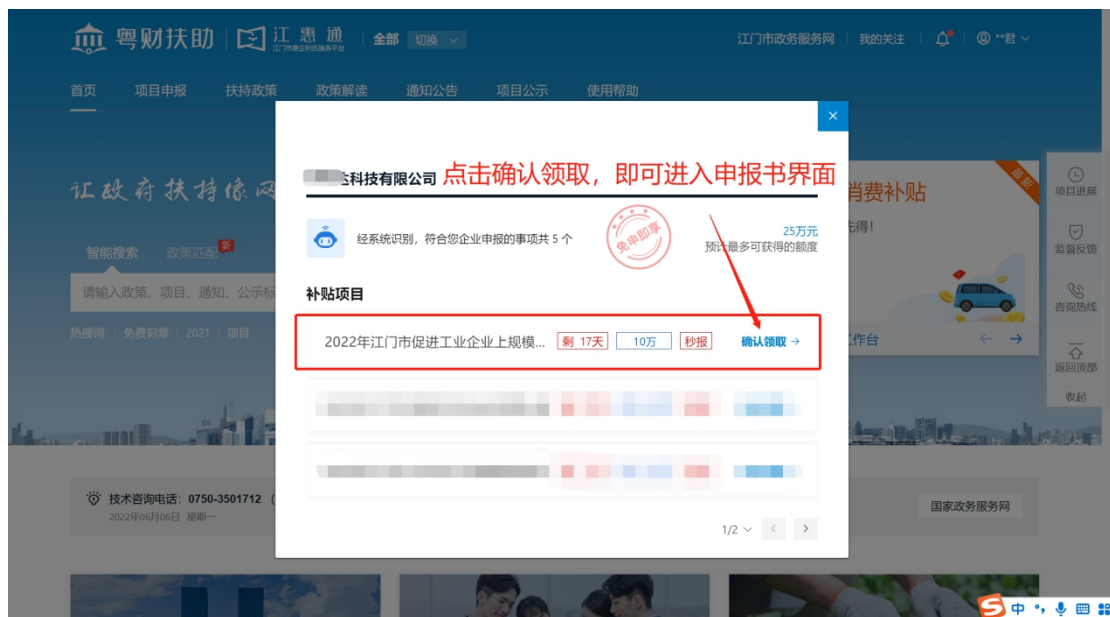 粤财扶助 江惠通 全部 切换 江门市政务服务网 我的关注 **君
江门市惠企利民服务平台
首页 项目申报 扶持政策 政策解读 通知公告 项目公示 使用帮助
科技有限公司 点击确认领取，即可进入申报书界面
让政府扶持像网
消费补贴
最新
项目进展
经系统识别，符合您企业申报的事项共 5 个
免申即享
25万元
预计最多可获得的额度
先得！
智能搜索 政策匹配 新
监督反馈
请输入政策、项目、通知、公示标
补贴项目
咨询热线
热搜词: 免费刻章 2021 项目
2022年江门市促进工业企业上规模... 剩 17天 10万 秒报 确认领取
工作台
返回顶部
收起
技术咨询电话: 0750-3501712
2022年06月06日 星期一
国家政务服务网
1/2
中